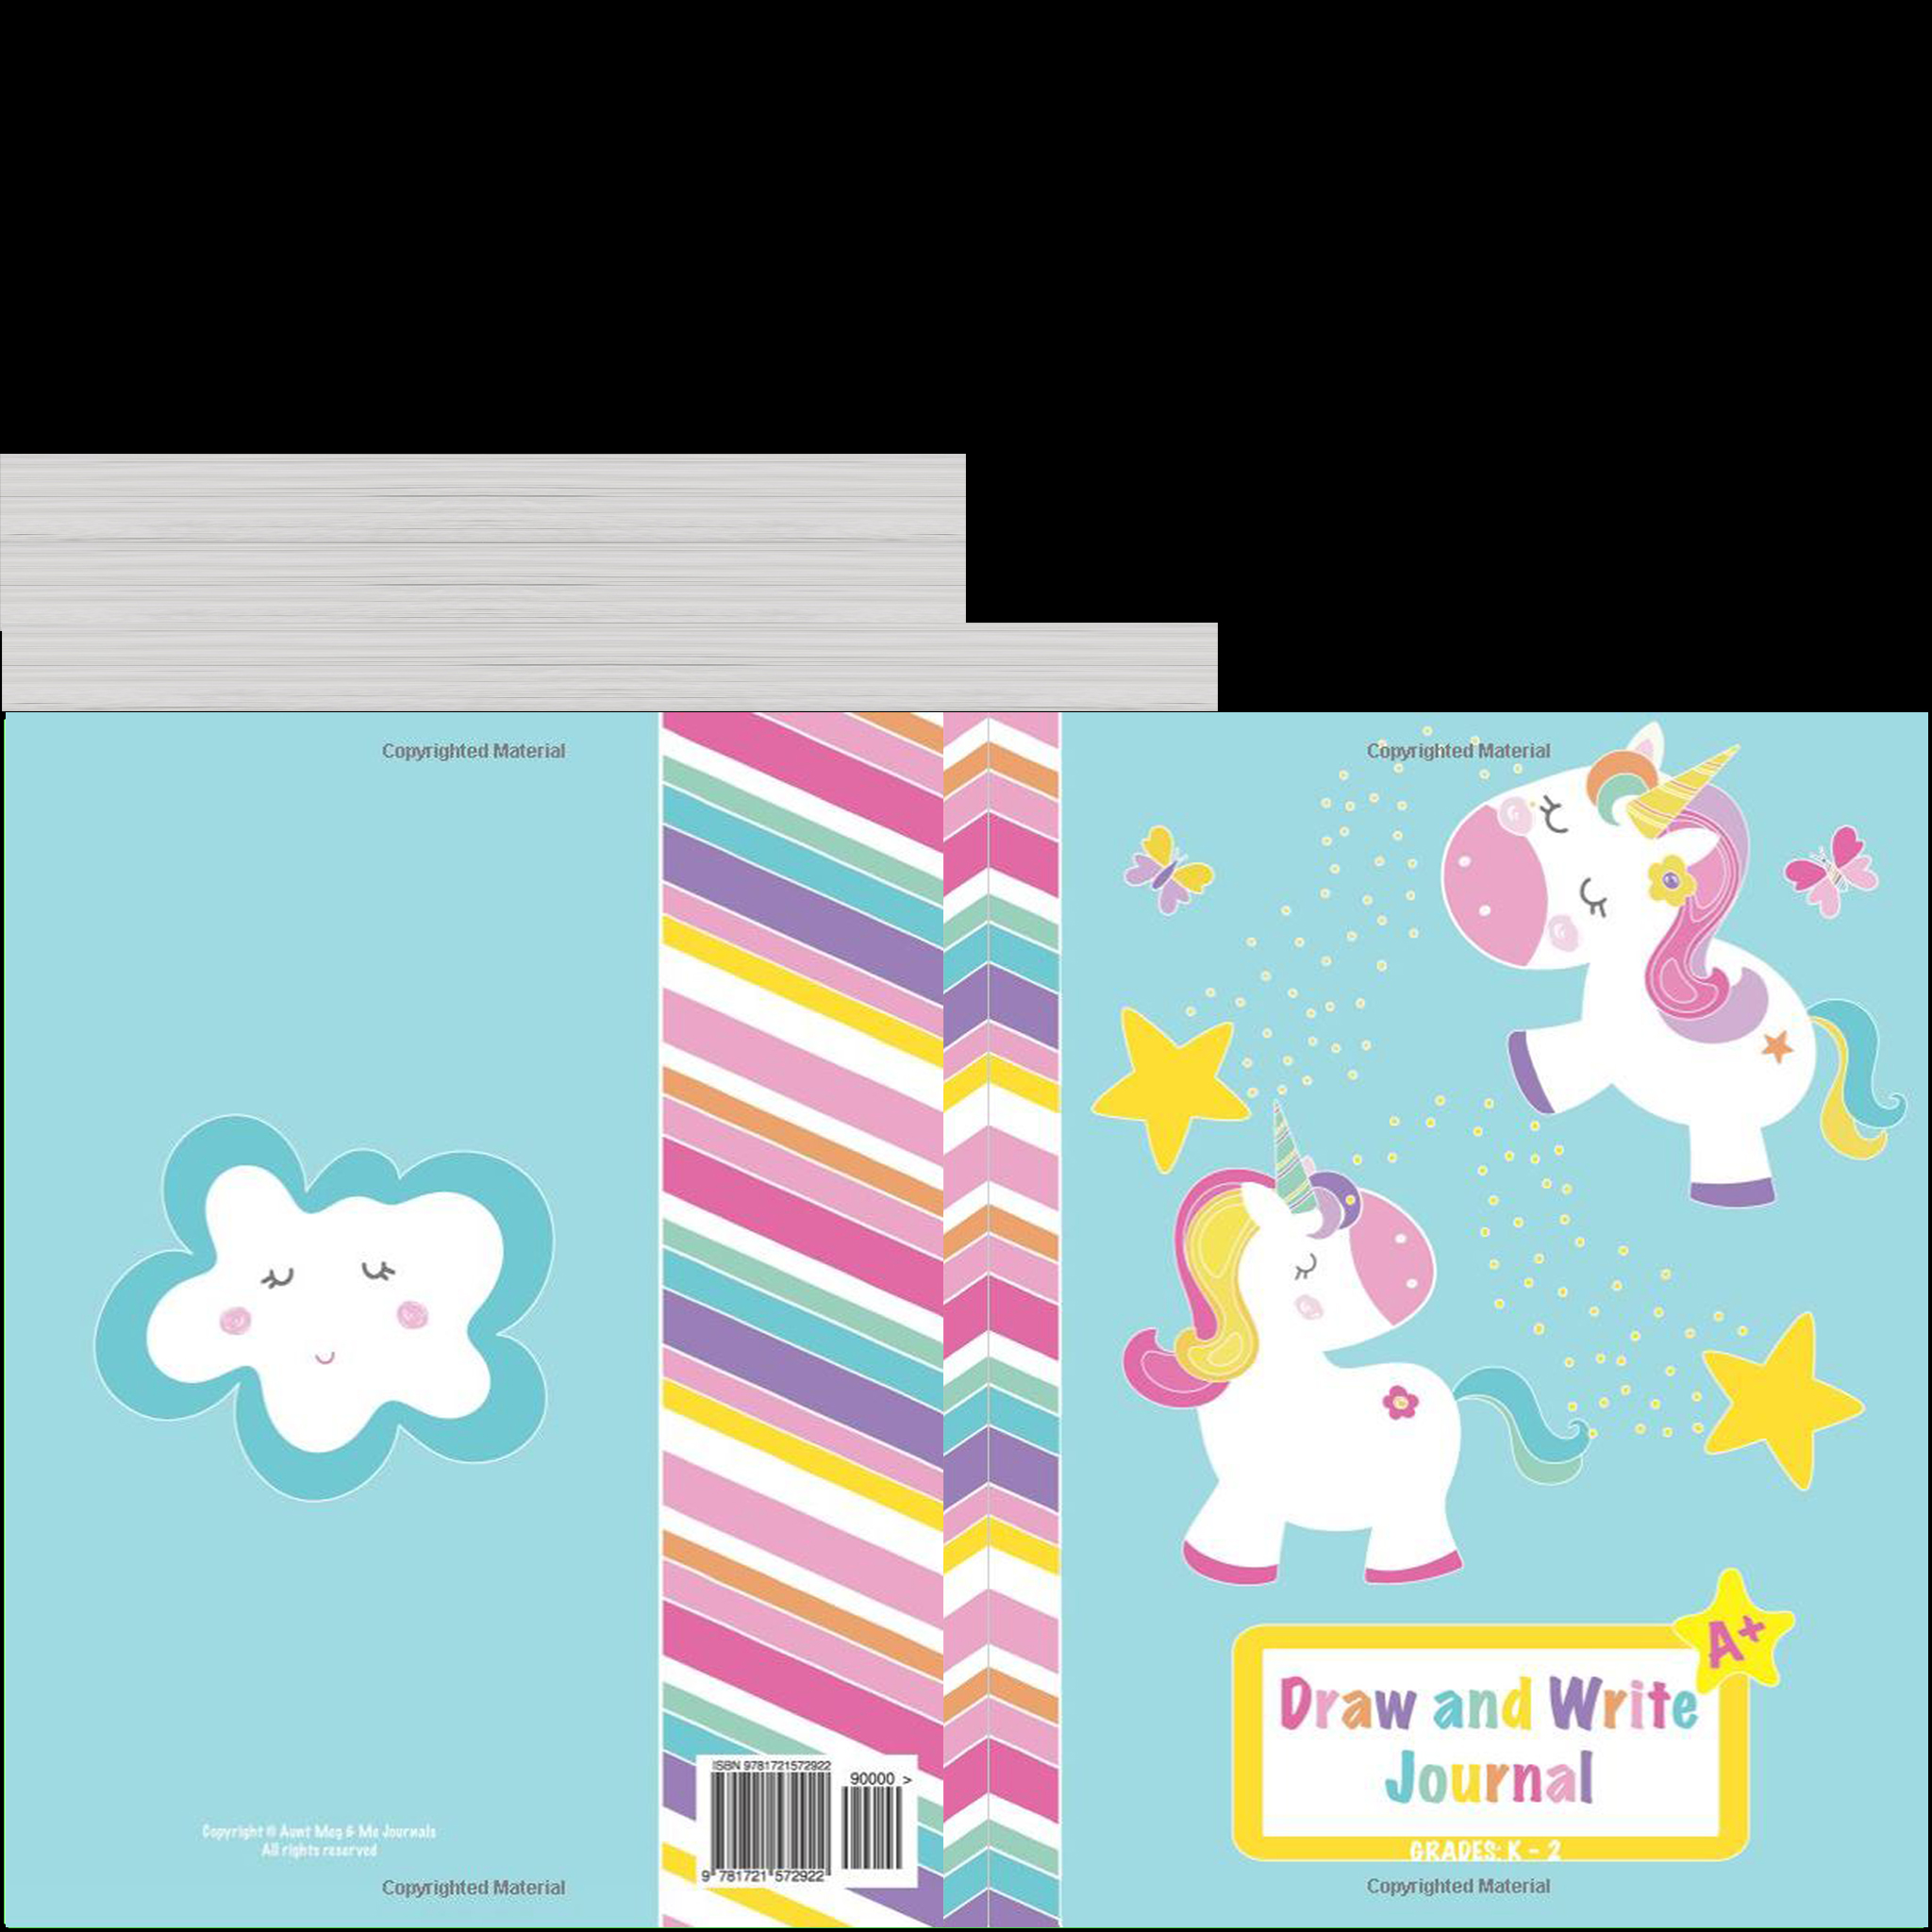 Copyrighted Material
Copyright © Aunt Meg & Me Journals
All rights reserved
Copyrighted Material
ISBN 9781721572922
90000 >
9 781721 572922
Copyrighted Material
A+
Draw and Write
Journal
GRADES: K - 2
Copyrighted Material